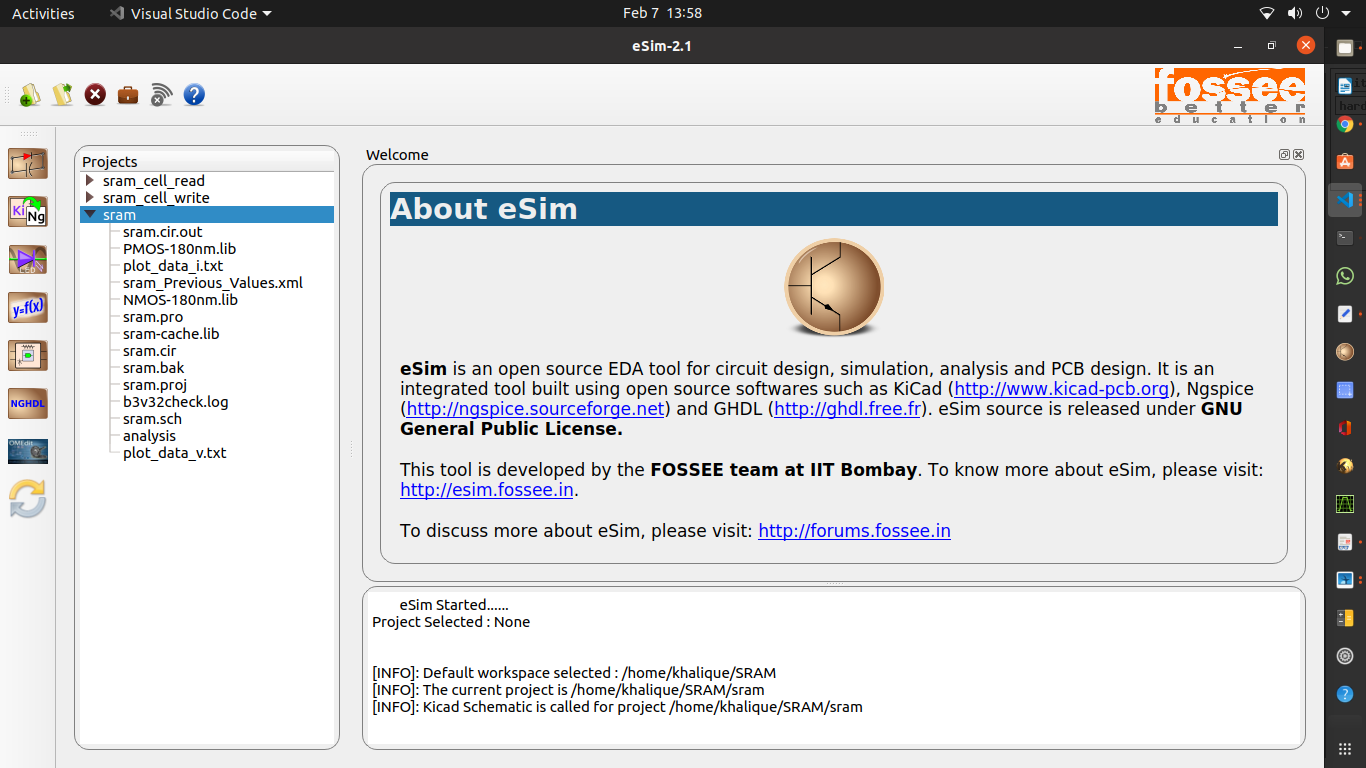 Activities
Visual Studio Code
Feb 7 13:58
eSim-2.1
fossee
better
education
Projects
sram_cell_read
sram_cell_write
sram
sram.cir.out
PMOS-180nm.lib
plot_data_i.txt
sram_Previous_Values.xml
NMOS-180nm.lib
sram.pro
sram-cache.lib
sram.cir
sram.bak
sram.proj
b3v32check.log
sram.sch
analysis
plot_data_v.txt
Ki
Ng
y=f(x)
NGHDL
OMEdit
Welcome
About eSim
eSim is an open source EDA tool for circuit design, simulation, analysis and PCB design. It is an
integrated tool built using open source softwares such as KiCad (http://www.kicad-pcb.org), Ngspice
(http://ngspice.sourceforge.net) and GHDL (http://ghdl.free.fr). eSim source is released under GNU
General Public License.
This tool is developed by the FOSSEE team at IIT Bombay. To know more about eSim, please visit:
http://esim.fossee.in.
To discuss more about eSim, please visit: http://forums.fossee.in
eSim Started......
Project Selected : None
[INFO]: Default workspace selected : /home/khalique/SRAM
[INFO]: The current project is /home/khalique/SRAM/sram
[INFO]: Kicad Schematic is called for project /home/khalique/SRAM/sram